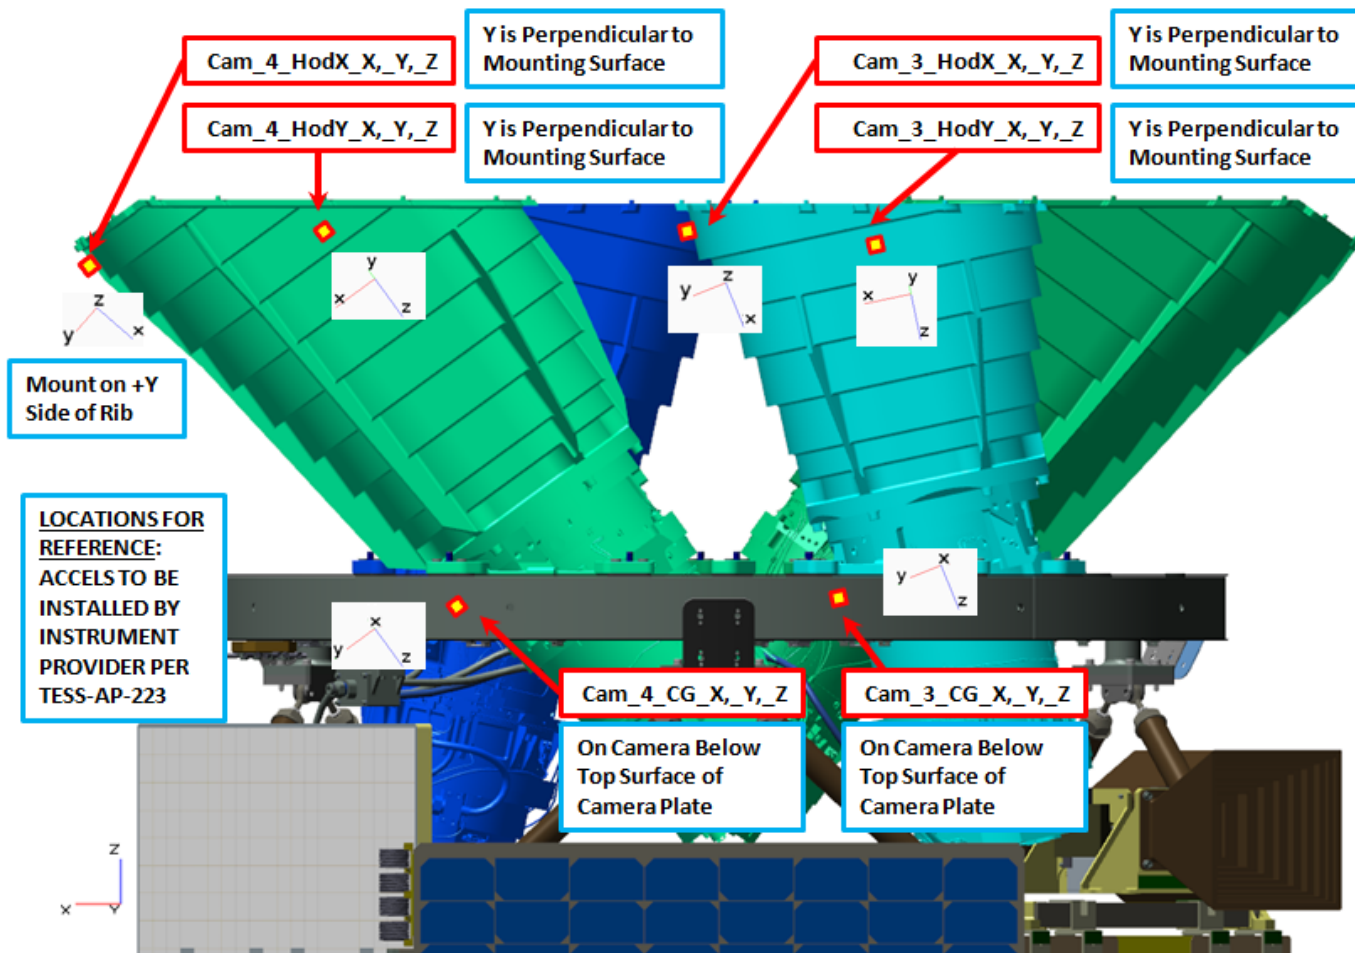 Cam_4_HodX_X,_Y,_Z
Y is Perpendicular to
Mounting Surface
Cam_3_HodX_X,_Y,_Z
Y is Perpendicular to
Mounting Surface
Cam_4_HodY_X,_Y,_Z
Y is Perpendicular to
Mounting Surface
Cam_3_HodY_X,_Y,_Z
Y is Perpendicular to
Mounting Surface
z
y
x
y
x
z
z
y
x
y
x
z
Mount on +Y
Side of Rib
LOCATIONS FOR
REFERENCE:
ACCELS TO BE
INSTALLED BY
INSTRUMENT
PROVIDER PER
TESS-AP-223
x
y
z
x
y
z
Cam_4_CG_X,_Y,_Z
Cam_3_CG_X,_Y,_Z
On Camera Below
Top Surface of
Camera Plate
On Camera Below
Top Surface of
Camera Plate
Z
X
Y